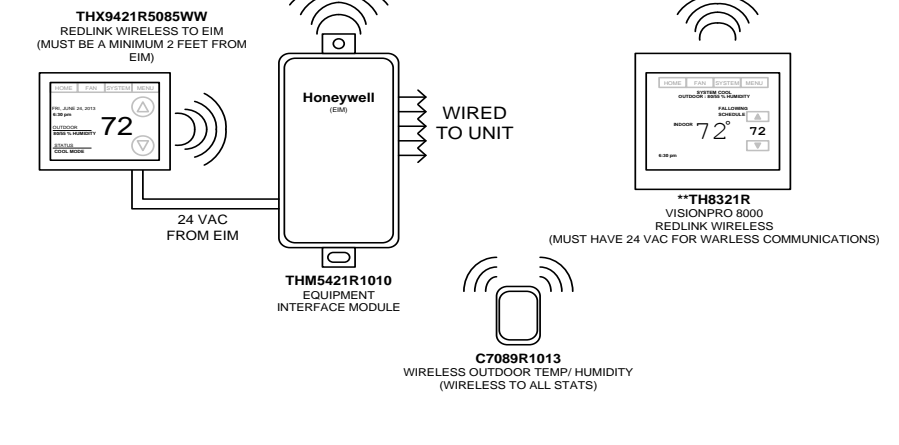 THX9421R5085WW
REDLINK WIRELESS TO EIM
(MUST BE A MINIMUM 2 FEET FROM
EIM)
HOME FAN SYSTEM MENU
FRI, JUNE 24, 2013
6:30 pm
OUTDOOR
80/55 % HUMIDITY
72
STATUS
COOL MODE
24 VAC
FROM EIM
Honeywell
(EIM)
WIRED
TO UNIT
THM5421R1010
EQUIPMENT
INTERFACE MODULE
HOME FAN SYSTEM MENU
SYSTEM COOL
OUTDOOR : 80/55 % HUMIDITY
FALLOWING
SCHEDULE
INDOOR 72° 72
6:30 pm
**TH8321R
VISIONPRO 8000
REDLINK WIRELESS
(MUST HAVE 24 VAC FOR WARLESS COMMUNICATIONS)
C7089R1013
WIRELESS OUTDOOR TEMP/ HUMIDITY
(WIRELESS TO ALL STATS)